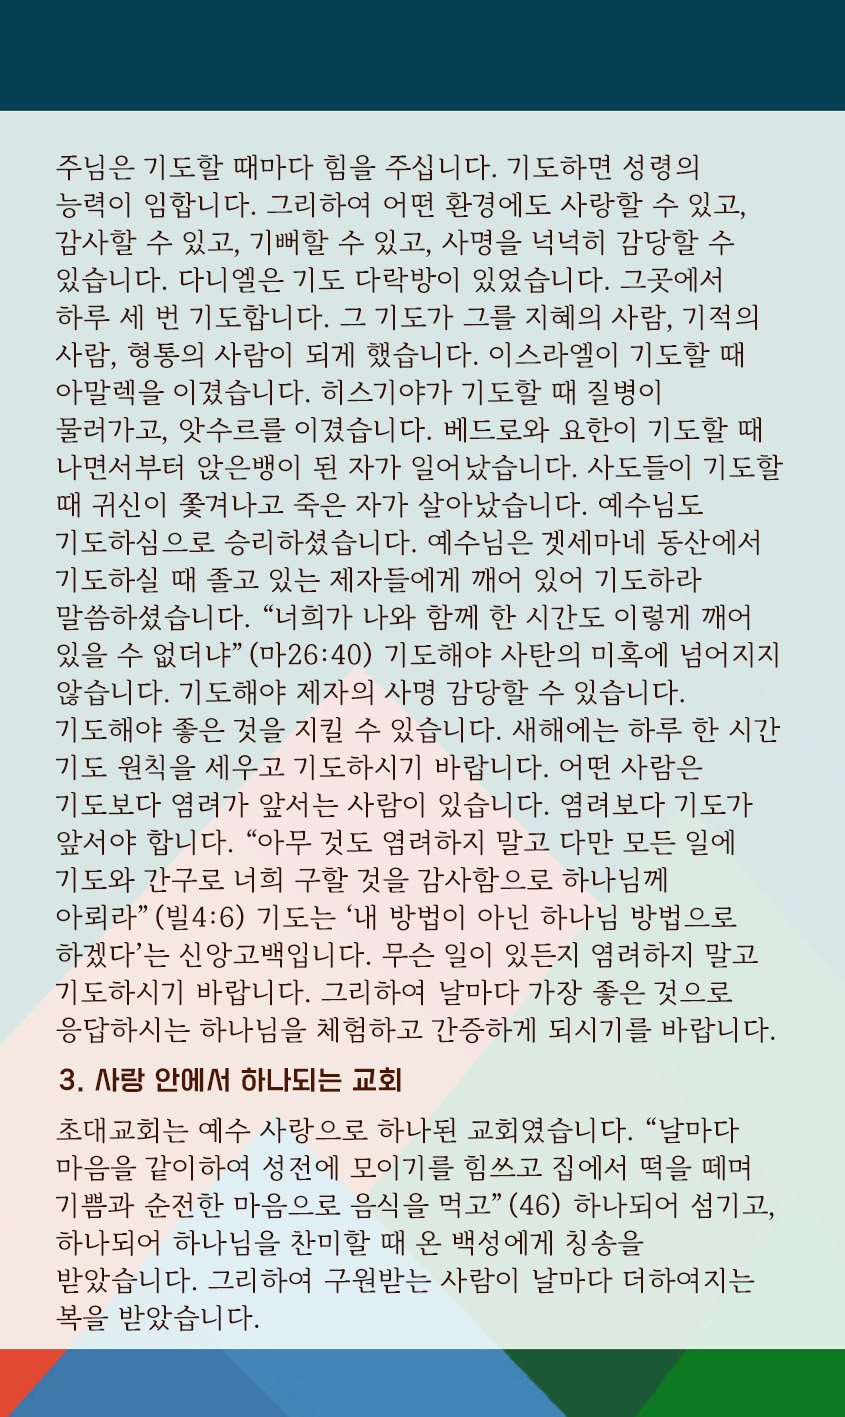 주님은 기도할 때마다 힘을 주십니다. 기도하면 성령의
능력이 임합니다. 그리하여 어떤 환경에도 사랑할 수 있고,
감사할 수 있고, 기뻐할 수 있고, 사명을 넉넉히 감당할 수
있습니다. 다니엘은 기도 다락방이 있었습니다. 그곳에서
하루 세 번 기도합니다. 그 기도가 그를 지혜의 사람, 기적의
사람, 형통의 사람이 되게 했습니다. 이스라엘이 기도할 때
아말렉을 이겼습니다. 히스기야가 기도할 때 질병이
물러가고, 앗수르를 이겼습니다. 베드로와 요한이 기도할 때
나면서부터 앉은뱅이 된 자가 일어났습니다. 사도들이 기도할
때 귀신이 쫓겨나고 죽은 자가 살아났습니다. 예수님도
기도하심으로 승리하셨습니다. 예수님은 겟세마네 동산에서
기도하실 때 졸고 있는 제자들에게 깨어 있어 기도하라
말씀하셨습니다. “너희가 나와 함께 한 시간도 이렇게 깨어
있을 수 없더냐”(마26:40) 기도해야 사탄의 미혹에 넘어지지
않습니다. 기도해야 제자의 사명 감당할 수 있습니다.
기도해야 좋은 것을 지킬 수 있습니다. 새해에는 하루 한 시간
기도 원칙을 세우고 기도하시기 바랍니다. 어떤 사람은
기도보다 염려가 앞서는 사람이 있습니다. 염려보다 기도가
앞서야 합니다. “아무 것도 염려하지 말고 다만 모든 일에
기도와 간구로 너희 구할 것을 감사함으로 하나님께
아뢰라”(빌4:6) 기도는 ‘내 방법이 아닌 하나님 방법으로
하겠다’는 신앙고백입니다. 무슨 일이 있든지 염려하지 말고
기도하시기 바랍니다. 그리하여 날마다 가장 좋은 것으로
응답하시는 하나님을 체험하고 간증하게 되시기를 바랍니다.
3. 사랑 안에서 하나되는 교회
초대교회는 예수 사랑으로 하나된 교회였습니다. “날마다
마음을 같이하여 성전에 모이기를 힘쓰고 집에서 떡을 떼며
기쁨과 순전한 마음으로 음식을 먹고”(46) 하나되어 섬기고,
하나되어 하나님을 찬미할 때 온 백성에게 칭송을
받았습니다. 그리하여 구원받는 사람이 날마다 더하여지는
복을 받았습니다.